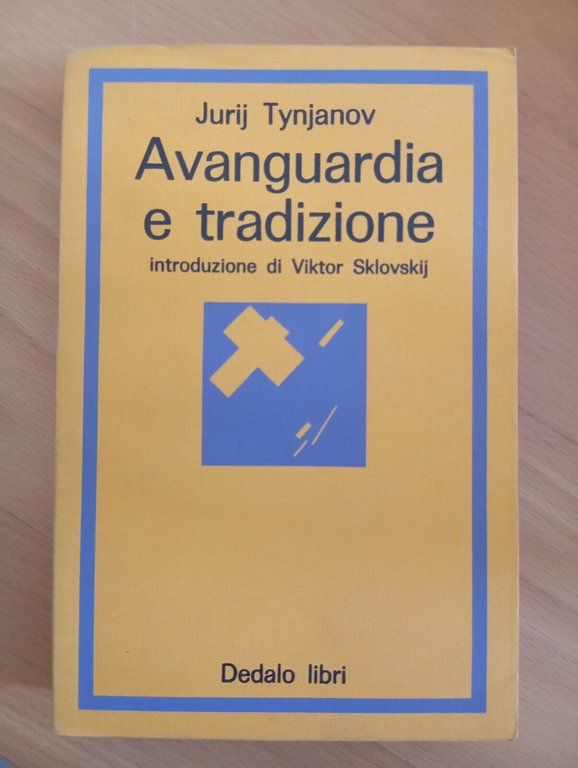 Jurij Tynjanov
Avanguardia
e tradizione
introduzione di Viktor Sklovskij
Dedalo libri